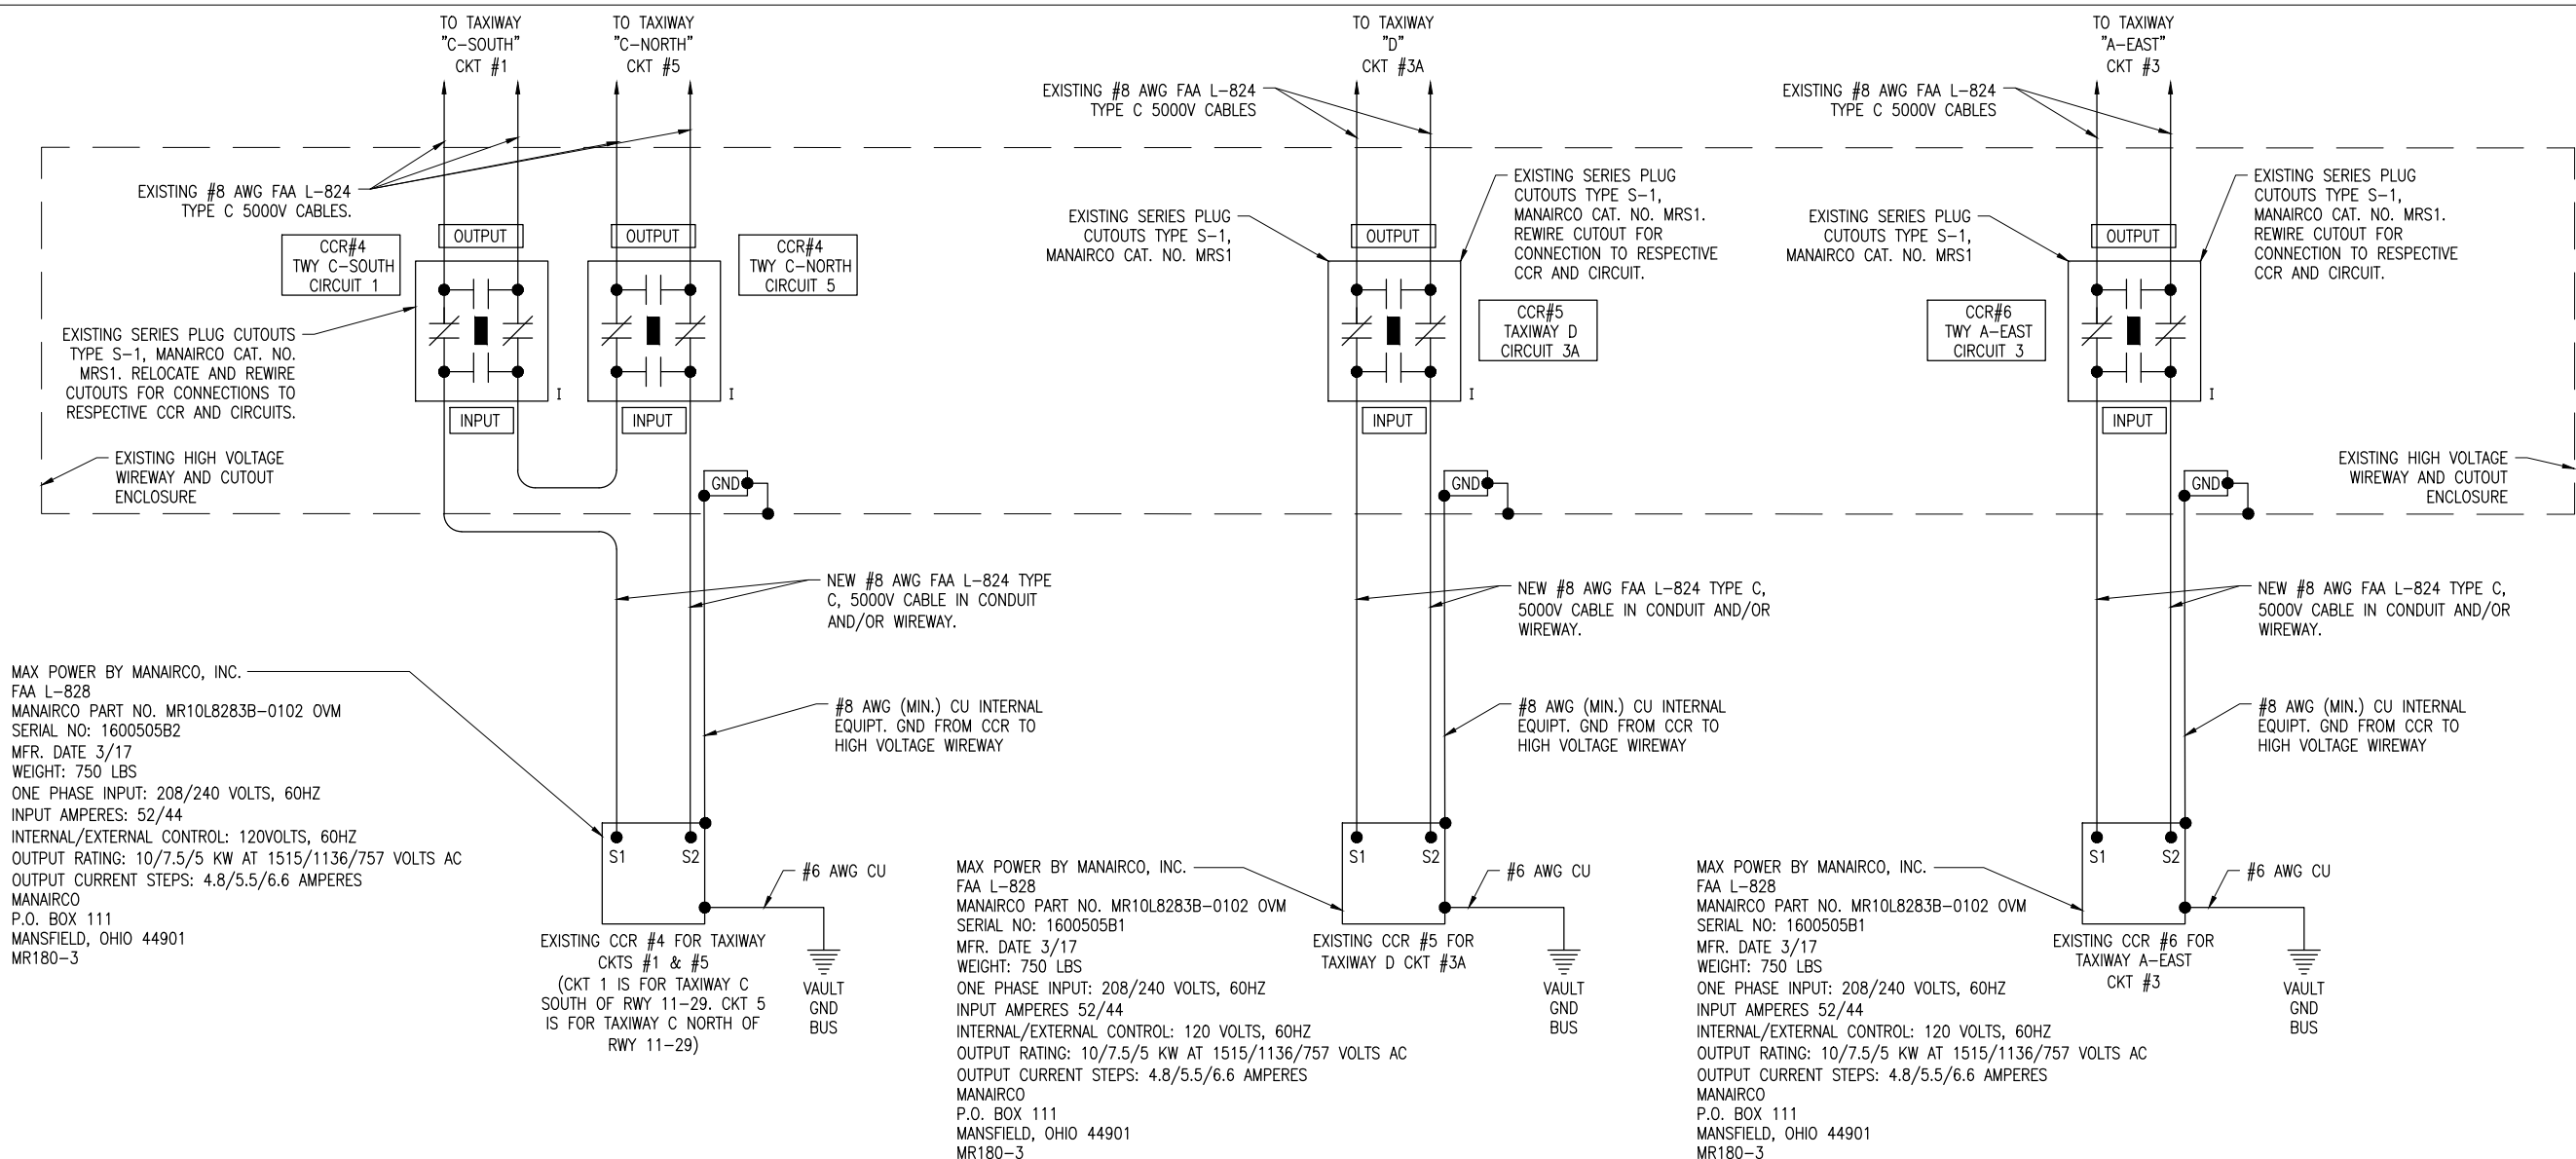 TO TAXIWAY
"C-SOUTH"
CKT #1
TO TAXIWAY
"C-NORTH"
CKT #5
TO TAXIWAY
"D"
CKT #3A
TO TAXIWAY
"A-EAST"
CKT #3
EXISTING #8 AWG FAA L-824
TYPE C 5000V CABLES.
EXISTING #8 AWG FAA L-824
TYPE C 5000V CABLES
EXISTING #8 AWG FAA L-824
TYPE C 5000V CABLES
OUTPUT
OUTPUT
OUTPUT
OUTPUT
CCR#4
TWY C-SOUTH
CIRCUIT 1
CCR#4
TWY C-NORTH
CIRCUIT 5
EXISTING SERIES PLUG
CUTOUTS TYPE S-1,
MANAIRCO CAT. NO. MRS1
EXISTING SERIES PLUG
CUTOUTS TYPE S-1,
MANAIRCO CAT. NO. MRS1.
REWIRE CUTOUT FOR
CONNECTION TO RESPECTIVE
CCR AND CIRCUIT.
EXISTING SERIES PLUG
CUTOUTS TYPE S-1,
MANAIRCO CAT. NO. MRS1
EXISTING SERIES PLUG
CUTOUTS TYPE S-1,
MANAIRCO CAT. NO. MRS1.
REWIRE CUTOUT FOR
CONNECTION TO RESPECTIVE
CCR AND CIRCUIT.
CCR#5
TAXIWAY D
CIRCUIT 3A
CCR#6
TWY A-EAST
CIRCUIT 3
EXISTING SERIES PLUG CUTOUTS
TYPE S-1, MANAIRCO CAT. NO.
MRS1. RELOCATE AND REWIRE
CUTOUTS FOR CONNECTIONS TO
RESPECTIVE CCR AND CIRCUITS.
I
I
I
I
INPUT
INPUT
INPUT
INPUT
EXISTING HIGH VOLTAGE
WIREWAY AND CUTOUT
ENCLOSURE
GND
GND
GND
EXISTING HIGH VOLTAGE
WIREWAY AND CUTOUT
ENCLOSURE
NEW #8 AWG FAA L-824 TYPE
C, 5000V CABLE IN CONDUIT
AND/OR WIREWAY.
NEW #8 AWG FAA L-824 TYPE C,
5000V CABLE IN CONDUIT AND/OR
WIREWAY.
NEW #8 AWG FAA L-824 TYPE C,
5000V CABLE IN CONDUIT AND/OR
WIREWAY.
#8 AWG (MIN.) CU INTERNAL
EQUIPT. GND FROM CCR TO
HIGH VOLTAGE WIREWAY
#8 AWG (MIN.) CU INTERNAL
EQUIPT. GND FROM CCR TO
HIGH VOLTAGE WIREWAY
#8 AWG (MIN.) CU INTERNAL
EQUIPT. GND FROM CCR TO
HIGH VOLTAGE WIREWAY
MAX POWER BY MANAIRCO, INC.
FAA L-828
MANAIRCO PART NO. MR10L8283B-0102 OVM
SERIAL NO: 1600505B2
MFR. DATE 3/17
WEIGHT: 750 LBS
ONE PHASE INPUT: 208/240 VOLTS, 60HZ
INPUT AMPERES: 52/44
INTERNAL/EXTERNAL CONTROL: 120VOLTS, 60HZ
OUTPUT RATING: 10/7.5/5 KW AT 1515/1136/757 VOLTS AC
OUTPUT CURRENT STEPS: 4.8/5.5/6.6 AMPERES
MANAIRCO
P.O. BOX 111
MANSFIELD, OHIO 44901
MR180-3
S1
S2
#6 AWG CU
EXISTING CCR #4 FOR TAXIWAY
CKTS #1 & #5
(CKT 1 IS FOR TAXIWAY C
SOUTH OF RWY 11-29. CKT 5
IS FOR TAXIWAY C NORTH OF
RWY 11-29)
VAULT
GND
BUS
MAX POWER BY MANAIRCO, INC.
FAA L-828
MANAIRCO PART NO. MR10L8283B-0102 OVM
SERIAL NO: 1600505B1
MFR. DATE 3/17
WEIGHT: 750 LBS
ONE PHASE INPUT: 208/240 VOLTS, 60HZ
INPUT AMPERES 52/44
INTERNAL/EXTERNAL CONTROL: 120 VOLTS, 60HZ
OUTPUT RATING: 10/7.5/5 KW AT 1515/1136/757 VOLTS AC
OUTPUT CURRENT STEPS: 4.8/5.5/6.6 AMPERES
MANAIRCO
P.O. BOX 111
MANSFIELD, OHIO 44901
MR180-3
S1
S2
#6 AWG CU
EXISTING CCR #5 FOR
TAXIWAY D CKT #3A
VAULT
GND
BUS
MAX POWER BY MANAIRCO, INC.
FAA L-828
MANAIRCO PART NO. MR10L8283B-0102 OVM
SERIAL NO: 1600505B1
MFR. DATE 3/17
WEIGHT: 750 LBS
ONE PHASE INPUT: 208/240 VOLTS, 60HZ
INPUT AMPERES 52/44
INTERNAL/EXTERNAL CONTROL: 120 VOLTS, 60HZ
OUTPUT RATING: 10/7.5/5 KW AT 1515/1136/757 VOLTS AC
OUTPUT CURRENT STEPS: 4.8/5.5/6.6 AMPERES
MANAIRCO
P.O. BOX 111
MANSFIELD, OHIO 44901
MR180-3
S1
S2
#6 AWG CU
EXISTING CCR #6 FOR
TAXIWAY A-EAST
CKT #3
VAULT
GND
BUS